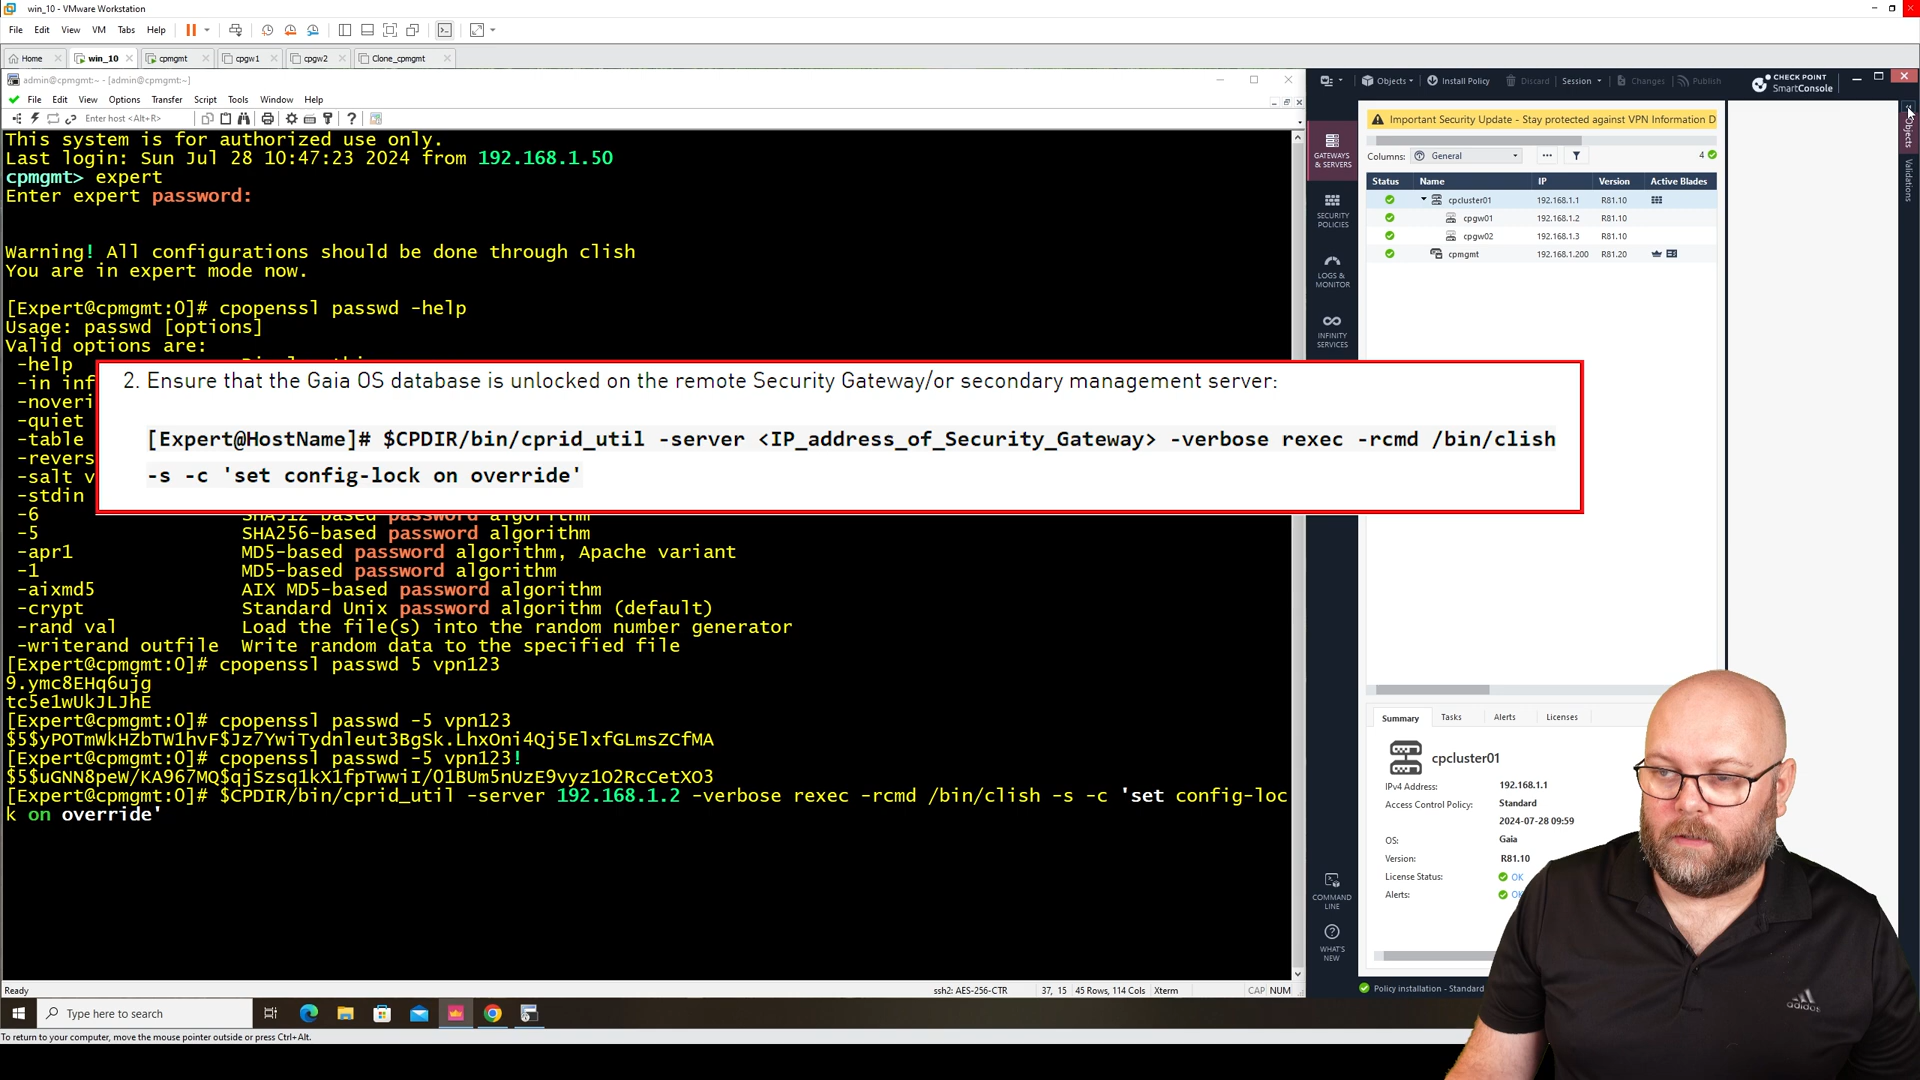 win_10 - VMware Workstation
File Edit View VM Tabs Help
Home win_10 cpmgmt cpgw1 cpgw2 Clone_cpmgmt
admin@cpmgmt:~ - [admin@cpmgmt:~]
File Edit View Options Transfer Script Tools Window Help
Enter host <Alt+R>
This system is for authorized use only.
Last login: Sun Jul 28 10:47:23 2024 from 192.168.1.50
cpmgmt> expert
Enter expert password:
Warning! All configurations should be done through clish
You are in expert mode now.
[Expert@cpmgmt:0]# cpopenssl passwd -help
Usage: passwd [options]
Valid options are:
-help
-in inf
-noveri
-quiet
-table
-revers
-salt v
-stdin
2. Ensure that the Gaia OS database is unlocked on the remote Security Gateway/or secondary management server:
[Expert@HostName]# $CPDIR/bin/cprid_util -server <IP_address_of_Security_Gateway> -verbose rexec -rcmd /bin/clish
-s -c 'set config-lock on override'
-6 SHA512-based password algorithm
-5 SHA256-based password algorithm
-apr1 MD5-based password algorithm, Apache variant
-1 MD5-based password algorithm
-aixmd5 AIX MD5-based password algorithm
-crypt Standard Unix password algorithm (default)
-rand val Load the file(s) into the random number generator
-writerand outfile Write random data to the specified file
[Expert@cpmgmt:0]# cpopenssl passwd 5 vpn123
9.ymc8EHq6ujg
tc5e1wUkJLJhE
[Expert@cpmgmt:0]# cpopenssl passwd -5 vpn123
$5$yPOTmWkHZbTW1hvF$Jz7YwiTydnleut3BgSk.LhxOni4Qj5ElxfGLmsZCfMA
[Expert@cpmgmt:0]# cpopenssl passwd -5 vpn123!
$5$uGNN8peW/KA967MQ$qjSzsq1kX1fpTwwiI/O1BUm5nUzE9vyz1O2RcCetXO3
[Expert@cpmgmt:0]# $CPDIR/bin/cprid_util -server 192.168.1.2 -verbose rexec -rcmd /bin/clish -s -c 'set config-loc
k on override'
Ready ssh2: AES-256-CTR 37, 15 45 Rows, 114 Cols Xterm CAP NUM
Objects Install Policy Discard Session Changes Publish
CHECK POINT
SmartConsole
GATEWAYS
& SERVERS
SECURITY
POLICIES
LOGS &
MONITOR
INFINITY
SERVICES
COMMAND
LINE
WHAT'S
NEW
Important Security Update - Stay protected against VPN Information D
Columns: General 4
Status Name IP Version Active Blades
cpcluster01 192.168.1.1 R81.10
cpgw01 192.168.1.2 R81.10
cpgw02 192.168.1.3 R81.10
cpmgmt 192.168.1.200 R81.20
Objects
Validations
Summary Tasks Alerts Licenses
cpcluster01
IPv4 Address: 192.168.1.1
Access Control Policy: Standard
2024-07-28 09:59
OS: Gaia
Version: R81.10
License Status: OK
Alerts: OK
Policy installation - Standard
adidas
Type here to search
To return to your computer, move the mouse pointer outside or press Ctrl+Alt.